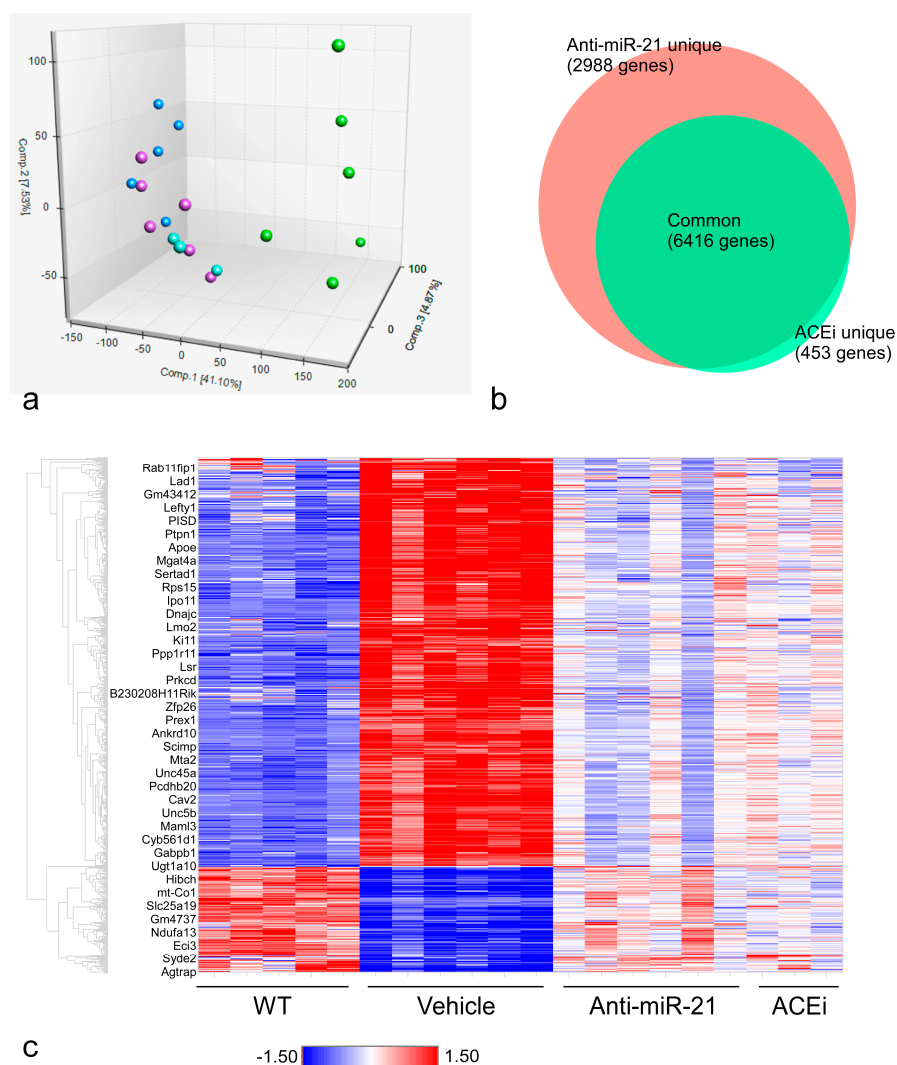 100
50
0
-50
Comp.2 [7.53%]
-150
-100
-50
0
50
100
150
200
Comp.1 [41.10%]
100
0
Comp.3 [4.87%]
a
Anti-miR-21 unique
(2988 genes)
Common
(6416 genes)
ACEi unique
(453 genes)
b
Rab11fip1
Lad1
Gm43412
Lefty1
PISD
Ptpn1
Apoe
Mgat4a
Sertad1
Rps15
Ipo11
Dnajc
Lmo2
Ki11
Ppp1r11
Lsr
Prkcd
B230208H11Rik
Zfp26
Prex1
Ankrd10
Scimp
Mta2
Unc45a
Pcdhb20
Cav2
Unc5b
Maml3
Cyb561d1
Gabpb1
Ugt1a10
Hibch
mt-Co1
Slc25a19
Gm4737
Ndufa13
Eci3
Syde2
Agtrap
WT
Vehicle
Anti-miR-21
ACEi
c
-1.50
1.50